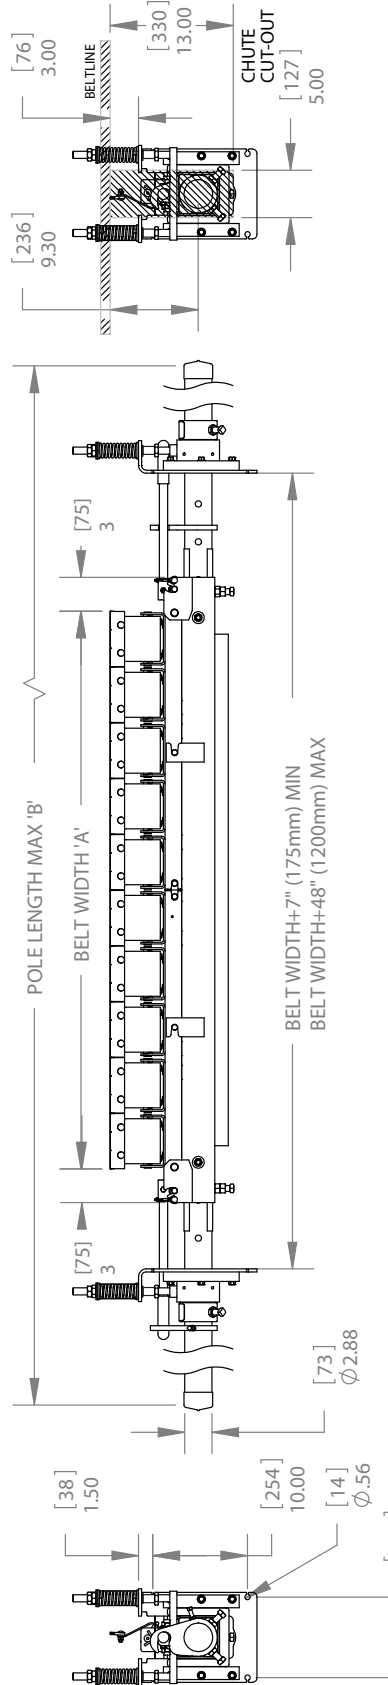 [236]
9.30
[76]
3.00
BELTLINE
[330]
13.00
CHUTE
CUT-OUT
[127]
5.00
POLE LENGTH MAX 'B'
BELT WIDTH 'A'
[75]
3
[75]
3
BELT WIDTH+7" (175mm) MIN
BELT WIDTH+48" (1200mm) MAX
[73]
Ø2.88
[38]
1.50
[254]
10.00
[14]
Ø.56